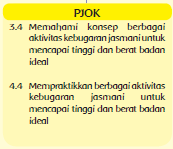 PJOK
3.4 Memahami konsep berbagai
aktivitas kebugaran jasmani untuk
mencapai tinggi dan berat badan
ideal
4.4 Mempraktikkan berbagai aktivitas
kebugaran jasmani untuk
mencapai tinggi dan berat badan
ideal